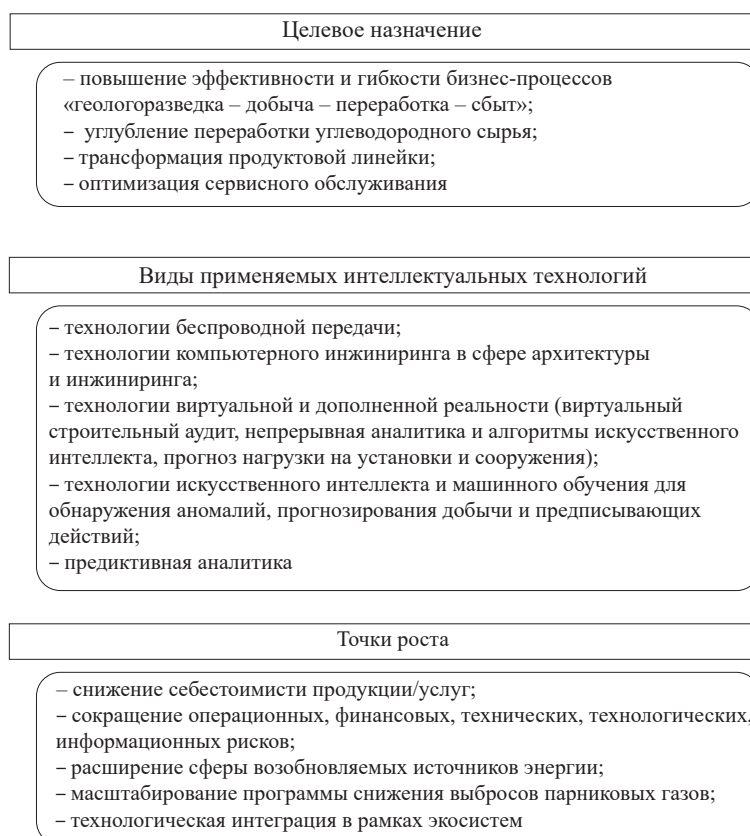 Целевое назначение
– повышение эффективности и гибкости бизнес-процессов
«геологоразведка – добыча – переработка – сбыт»;
– углубление переработки углеводородного сырья;
– трансформация продуктовой линейки;
– оптимизация сервисного обслуживания
Виды применяемых интеллектуальных технологий
– технологии беспроводной передачи;
– технологии компьютерного инжиниринга в сфере архитектуры
и инжиниринга;
– технологии виртуальной и дополненной реальности (виртуальный
строительный аудит, непрерывная аналитика и алгоритмы искусственного
интеллекта, прогноз нагрузки на установки и сооружения);
– технологии искусственного интеллекта и машинного обучения для
обнаружения аномалий, прогнозирования добычи и предписывающих
действий;
– предиктивная аналитика
Точки роста
– снижение себестоимисти продукции/услуг;
– сокращение операционных, финансовых, технических, технологических,
информационных рисков;
– расширение сферы возобновляемых источников энергии;
– масштабирование программы снижения выбросов парниковых газов;
– технологическая интеграция в рамках экосистем